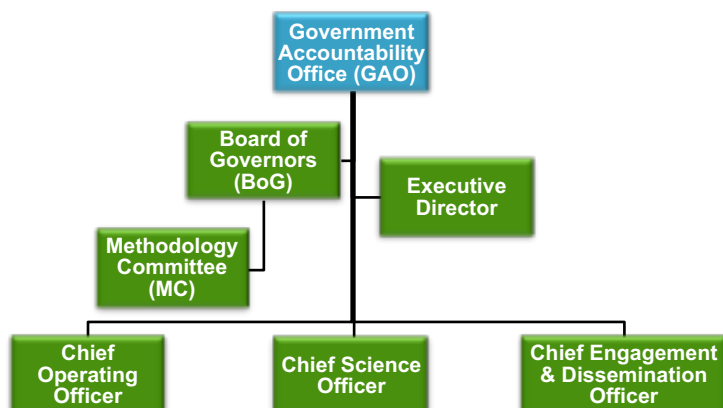 Government
Accountability
Office (GAO)
Board of
Governors
(BoG)
Executive
Director
Methodology
Committee
(MC)
Chief
Operating
Officer
Chief Science
Officer
Chief Engagement
& Dissemination
Officer